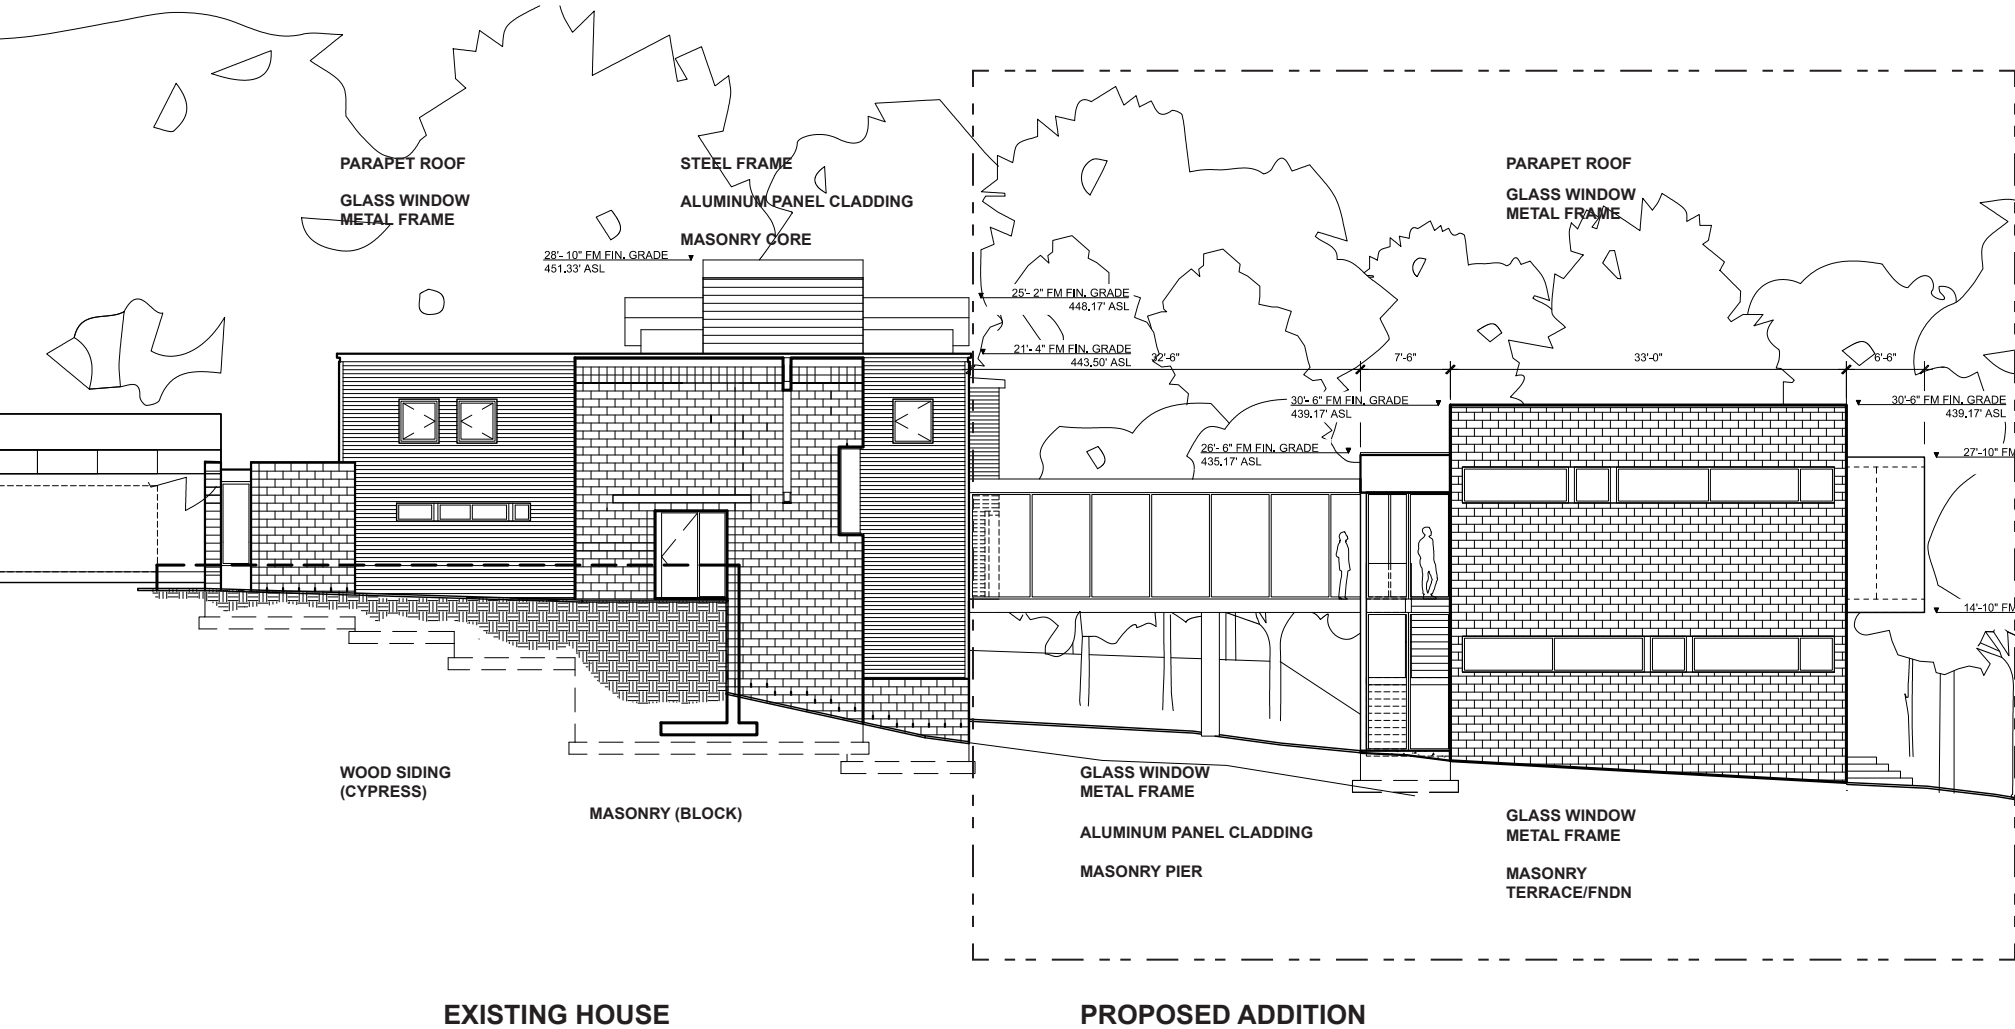 PARAPET ROOF
GLASS WINDOW
METAL FRAME
STEEL FRAME
ALUMINUM PANEL CLADDING
MASONRY CORE
PARAPET ROOF
GLASS WINDOW
METAL FRAME
28'- 10" FM FIN. GRADE
451.33' ASL
25'- 2" FM FIN. GRADE
448.17' ASL
21'- 4" FM FIN. GRADE
443.50' ASL
32'-6"
7'-6"
33'-0"
6'-6"
30'- 6" FM FIN. GRADE
439.17' ASL
30'-6" FM FIN. GRADE
439.17' ASL
26'- 6" FM FIN. GRADE
435.17' ASL
27'-10" FM
14'-10" FM
WOOD SIDING
(CYPRESS)
MASONRY (BLOCK)
GLASS WINDOW
METAL FRAME
ALUMINUM PANEL CLADDING
MASONRY PIER
GLASS WINDOW
METAL FRAME
MASONRY
TERRACE/FNDN
EXISTING HOUSE
PROPOSED ADDITION